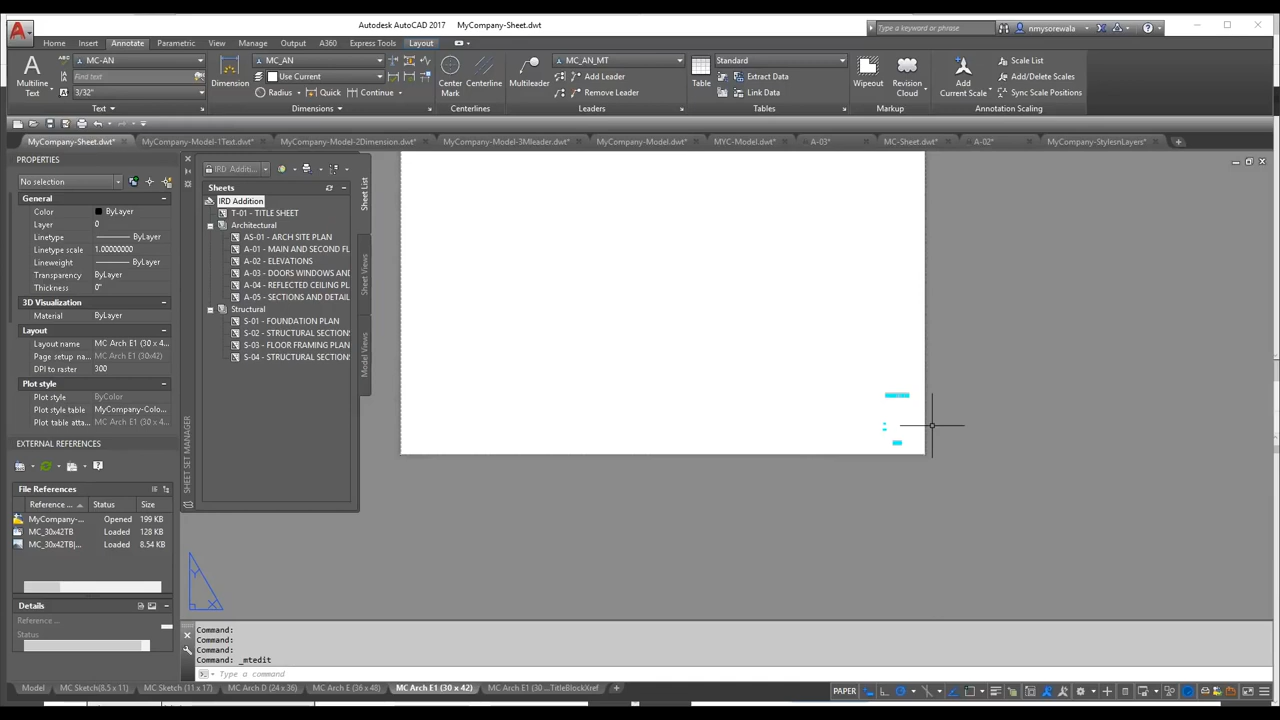 Autodesk AutoCAD 2017 MyCompany-Sheet.dwt
Type a keyword or phrase
nmysorewala
Home Insert Annotate Parametric View Manage Output A360 Express Tools Layout
MC-AN
MC_AN
MC_AN_MT
Standard
Scale List
Find text
Use Current
Add Leader
Extract Data
Add/Delete Scales
Multiline Text
Dimension
Center Mark
Centerline
Multileader
Table
Wipeout
Revision Cloud
Add Current Scale
3/32"
Radius Quick Continue
Remove Leader
Link Data
Sync Scale Positions
Text Dimensions Centerlines Leaders Tables Markup Annotation Scaling
MyCompany-Sheet.dwt* MyCompany-Model-1Text.dwt* MyCompany-Model-2Dimension.dwt* MyCompany-Model-3Mleader.dwt* MyCompany-Model.dwt* MYC-Model.dwt* A-03* MC-Sheet.dwt* A-02* MyCompany-StylesnLayers*
PROPERTIES
No selection
General
Color ByLayer
Layer 0
Linetype ByLayer
Linetype scale 1.00000000
Lineweight ByLayer
Transparency ByLayer
Thickness 0"
3D Visualization
Material ByLayer
Layout
Layout name MC Arch E1 (30 x 4...
Page setup na... MC Arch E1 (30x42)
DPI to raster 300
Plot style
Plot style ByColor
Plot style table MyCompany-Colo...
Plot table atta... MYC
EXTERNAL REFERENCES
File References
Reference ... Status Size
MyCompany-... Opened 199 KB
MC_30x42TB Loaded 128 KB
MC_30x42TB|... Loaded 8.54 KB
Details
Reference ...
Status
SHEET SET MANAGER
IRD Additi...
Sheets
IRD Addition
T-01 - TITLE SHEET
Architectural
AS-01 - ARCH SITE PLAN
A-01 - MAIN AND SECOND FL
A-02 - ELEVATIONS
A-03 - DOORS WINDOWS AND
A-04 - REFLECTED CEILING PL
A-05 - SECTIONS AND DETAIL
Structural
S-01 - FOUNDATION PLAN
S-02 - STRUCTURAL SECTIONS
S-03 - FLOOR FRAMING PLAN
S-04 - STRUCTURAL SECTIONS
Sheet List
Sheet Views
Model Views
Y
X
Command:
Command:
Command:
Command: _mtedit
Type a command
Model MC Sketch(8.5 x 11) MC Sketch (11 x 17) MC Arch D (24 x 36) MC Arch E (36 x 48) MC Arch E1 (30 x 42) MC Arch E1 (30 ...TitleBlockXref
PAPER